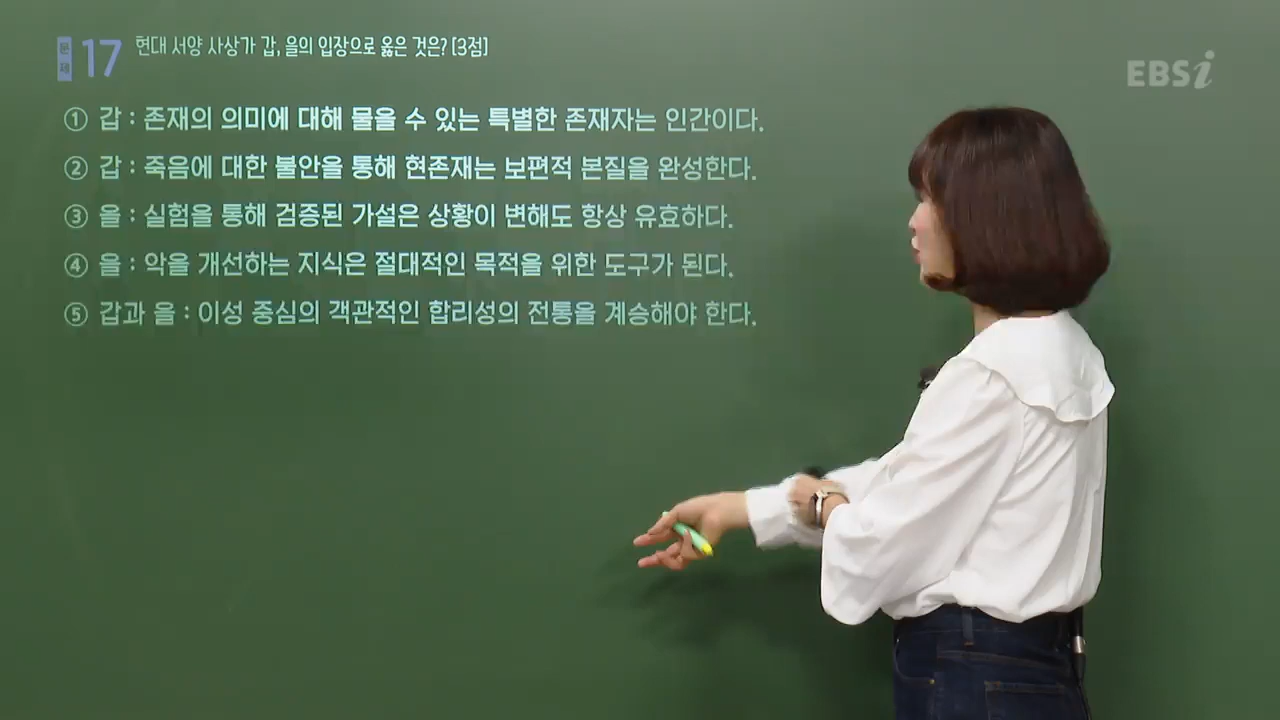 문제 17 현대 서양 사상가 갑, 을의 입장으로 옳은 것은? [3점]
EBSi
① 갑 : 존재의 의미에 대해 물을 수 있는 특별한 존재자는 인간이다.
② 갑 : 죽음에 대한 불안을 통해 현존재는 보편적 본질을 완성한다.
③ 을 : 실험을 통해 검증된 가설은 상황이 변해도 항상 유효하다.
④ 을 : 악을 개선하는 지식은 절대적인 목적을 위한 도구가 된다.
⑤ 갑과 을 : 이성 중심의 객관적인 합리성의 전통을 계승해야 한다.